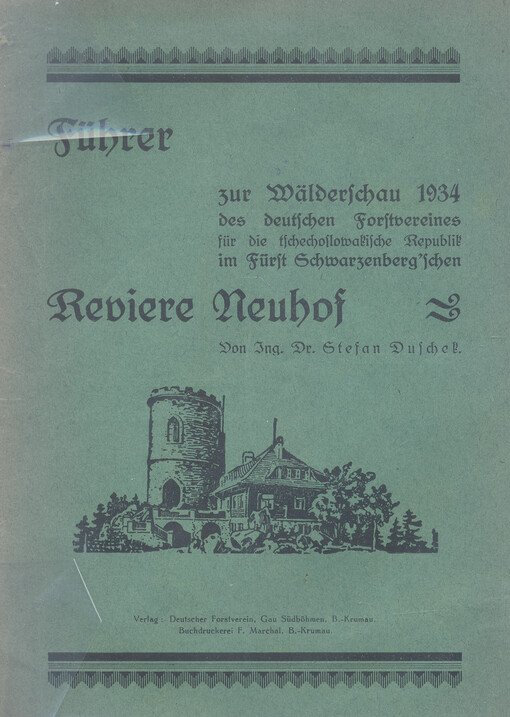 Führer
zur Wälderschau 1934
des deutschen Forstvereines
für die tschechoslowakische Republik
im Fürst Schwarzenberg'schen
Reviere Neuhof
Von Ing. Dr. Stefan Duschek.
Verlag: Deutscher Forstverein, Gau Südböhmen, B.-Krumau.
Buchdruckerei F. Marchal, B.-Krumau.